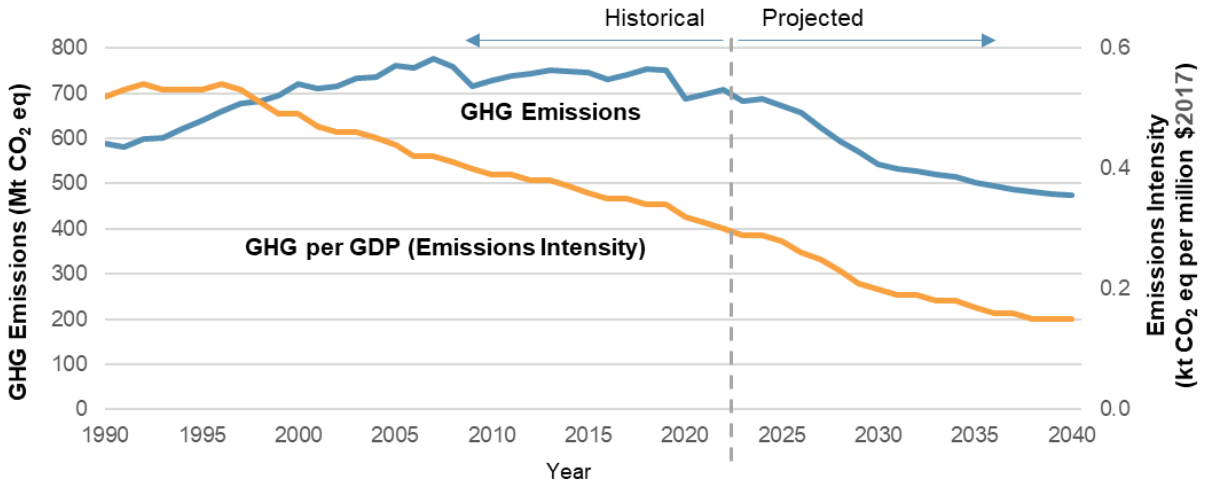 Historical Projected
800 0.6
700
600
GHG Emissions
500 0.4
400
GHG per GDP (Emissions Intensity)
300
200 0.2
100
0 0.0
1990 1995 2000 2005 2010 2015 2020 2025 2030 2035 2040
Year
GHG Emissions (Mt CO₂ eq)
Emissions Intensity
(kt CO₂ eq per million $2017)